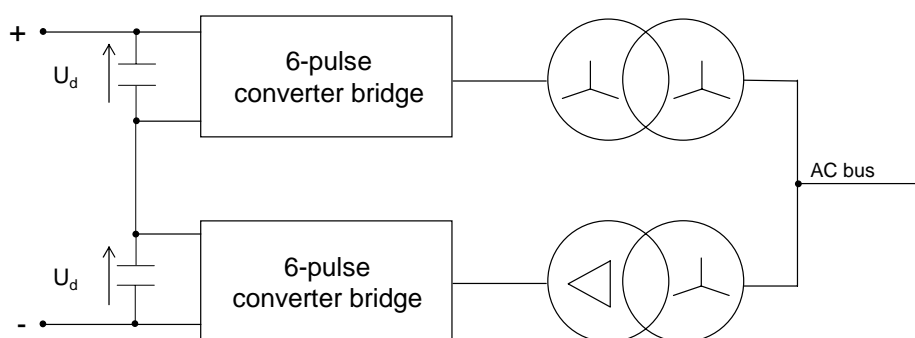 +
U_d
6-pulse
converter bridge
AC bus
U_d
6-pulse
converter bridge
-